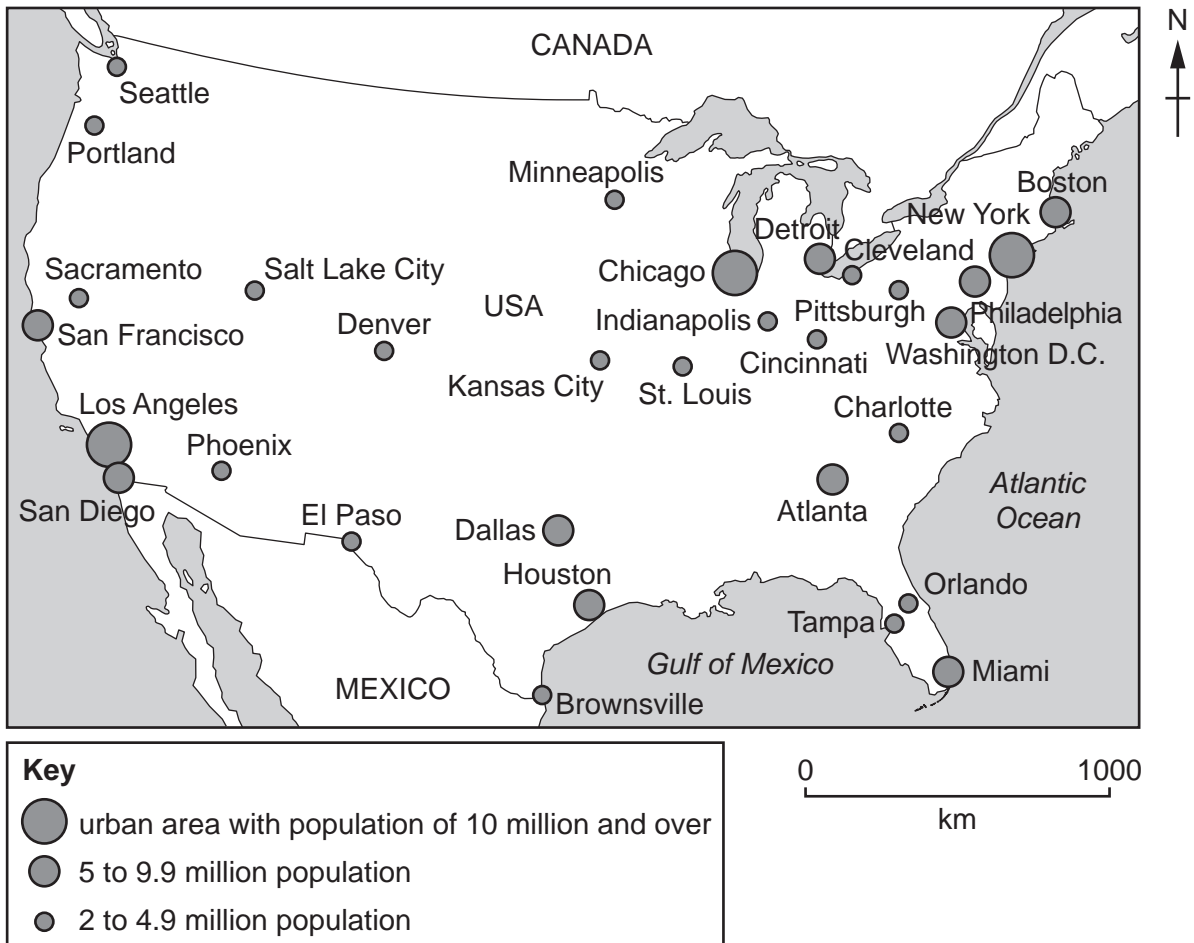 N
CANADA
Seattle
Portland
Minneapolis
Boston
New York
Detroit
Cleveland
Sacramento
Salt Lake City
Chicago
USA
San Francisco
Denver
Indianapolis
Pittsburgh
Philadelphia
Washington D.C.
Cincinnati
Kansas City
St. Louis
Los Angeles
Charlotte
Phoenix
San Diego
El Paso
Dallas
Atlanta
Atlantic
Ocean
Houston
Orlando
Tampa
Gulf of Mexico
Miami
MEXICO
Brownsville
Key
urban area with population of 10 million and over
5 to 9.9 million population
2 to 4.9 million population
0 1000
km